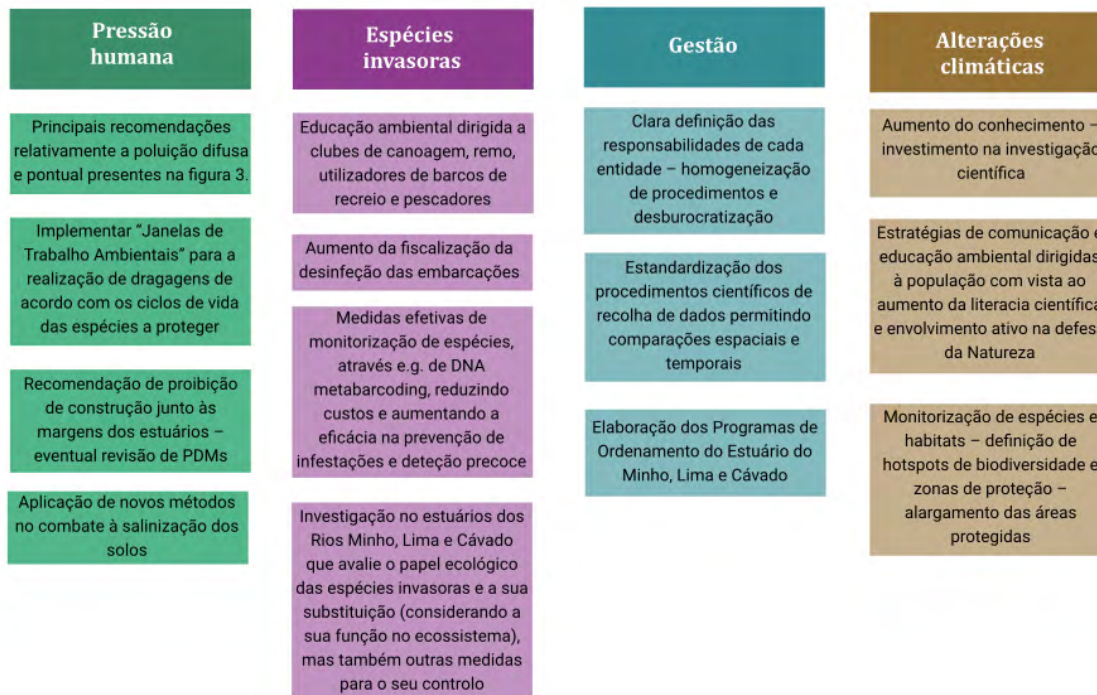 Pressão
humana
Principais recomendações
relativamente a poluição difusa
e pontual presentes na figura 3.
Implementar “Janelas de
Trabalho Ambientais” para a
realização de dragagens de
acordo com os ciclos de vida
das espécies a proteger
Recomendação de proibição
de construção junto às
margens dos estuários –
eventual revisão de PDMs
Aplicação de novos métodos
no combate à salinização dos
solos
Espécies
invasoras
Educação ambiental dirigida a
clubes de canoagem, remo,
utilizadores de barcos de
recreio e pescadores
Aumento da fiscalização da
desinfeção das embarcações
Medidas efetivas de
monitorização de espécies,
através e.g. de DNA
metabarcoding, reduzindo
custos e aumentando a
eficácia na prevenção de
infestações e deteção precoce
Investigação no estuários dos
Rios Minho, Lima e Cávado
que avalie o papel ecológico
das espécies invasoras e a sua
substituição (considerando a
sua função no ecossistema),
mas também outras medidas
para o seu controlo
Gestão
Clara definição das
responsabilidades de cada
entidade – homogeneização
de procedimentos e
desburocratização
Estandardização dos
procedimentos científicos de
recolha de dados permitindo
comparações espaciais e
temporais
Elaboração dos Programas de
Ordenamento do Estuário do
Minho, Lima e Cávado
Alterações
climáticas
Aumento do conhecimento –
investimento na investigação
científica
Estratégias de comunicação e
educação ambiental dirigidas
à população com vista ao
aumento da literacia científica
e envolvimento ativo na defes
da Natureza
Monitorização de espécies e
habitats – definição de
hotspots de biodiversidade e
zonas de proteção –
alargamento das áreas
protegidas